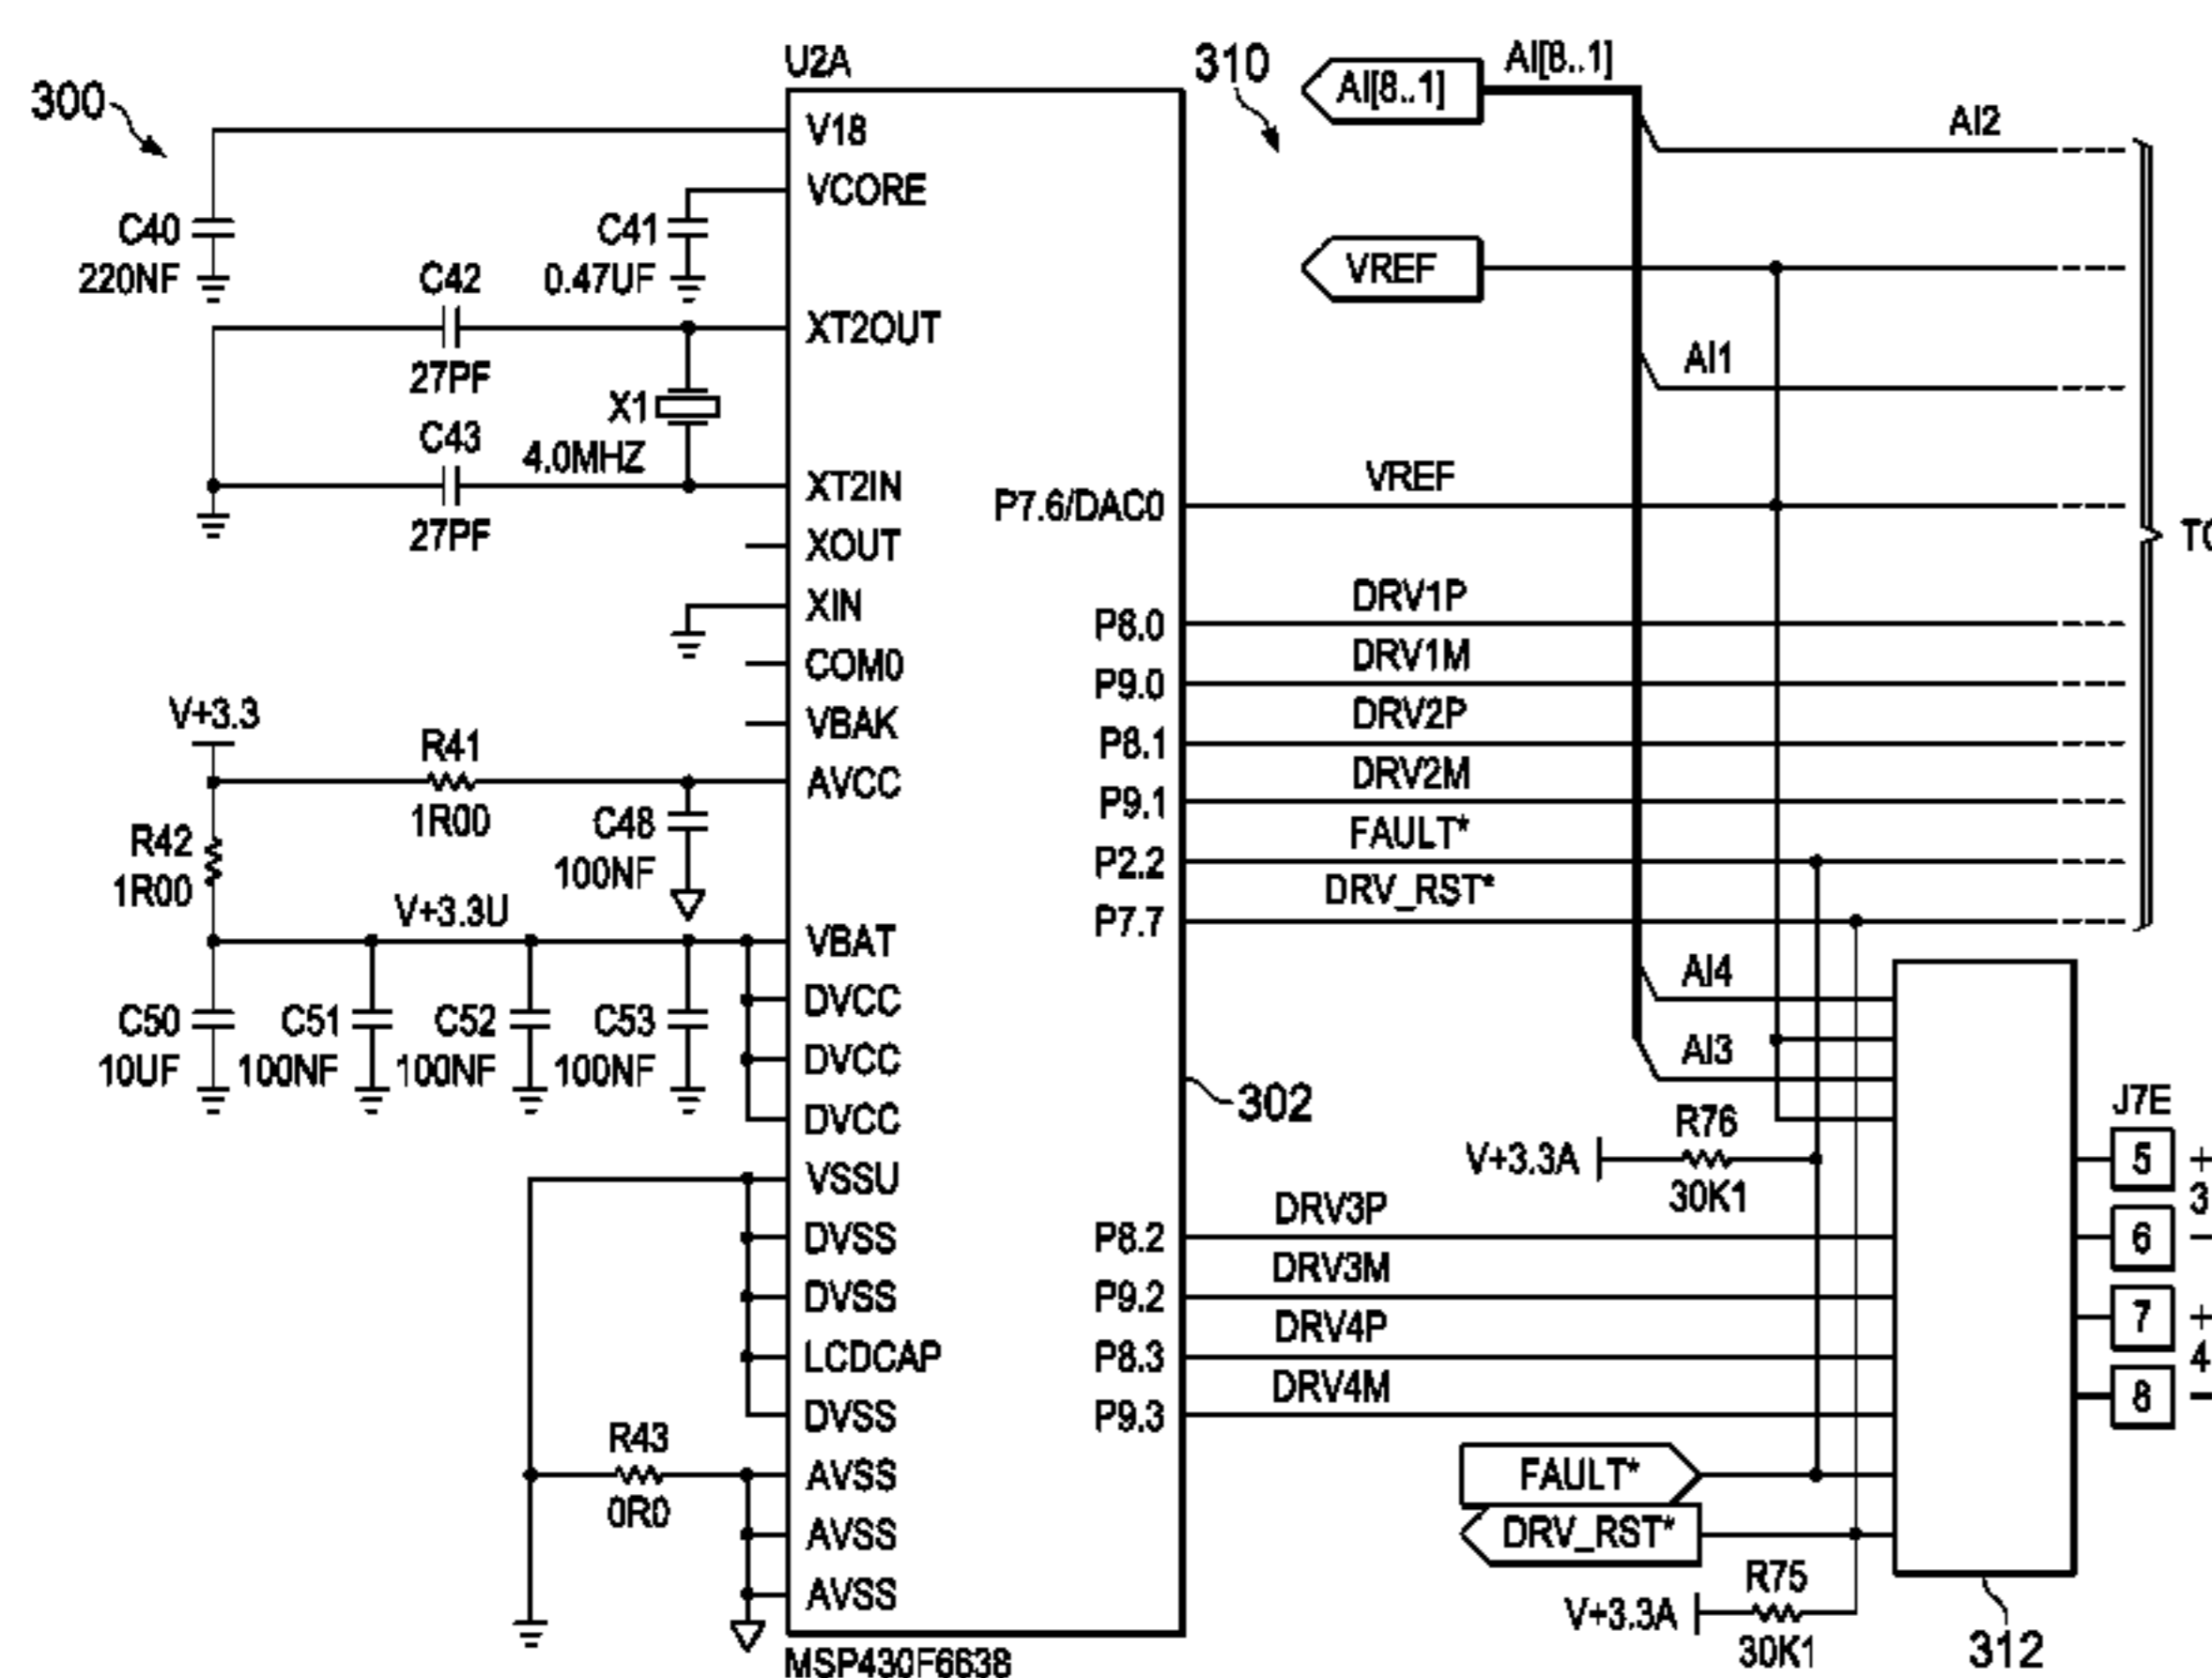 300
U2A
310
AI[8..1]
AI[8..1]
AI2
V18
VCORE
C40
220NF
C41
0.47UF
VREF
C42
27PF
XT2OUT
AI1
X1
4.0MHZ
C43
27PF
XT2IN
P7.6/DAC0
VREF
XOUT
XIN
P8.0
DRV1P
COM0
P9.0
DRV1M
VBAK
P8.1
DRV2P
V+3.3
R41
1R00
AVCC
P9.1
DRV2M
R42
1R00
C48
100NF
P2.2
FAULT*
V+3.3U
P7.7
DRV_RST*
VBAT
AI4
DVCC
C50
10UF
C51
100NF
C52
100NF
C53
100NF
DVCC
AI3
302
DVCC
J7E
R76
V+3.3A
30K1
5
+
3
VSSU
DRV3P
DVSS
P8.2
6
DRV3M
DVSS
P9.2
7
+
4
DRV4P
LCDCAP
P8.3
DRV4M
8
DVSS
P9.3
R43
0R0
AVSS
FAULT*
AVSS
DRV_RST*
AVSS
R75
V+3.3A
30K1
312
MSP430F6638